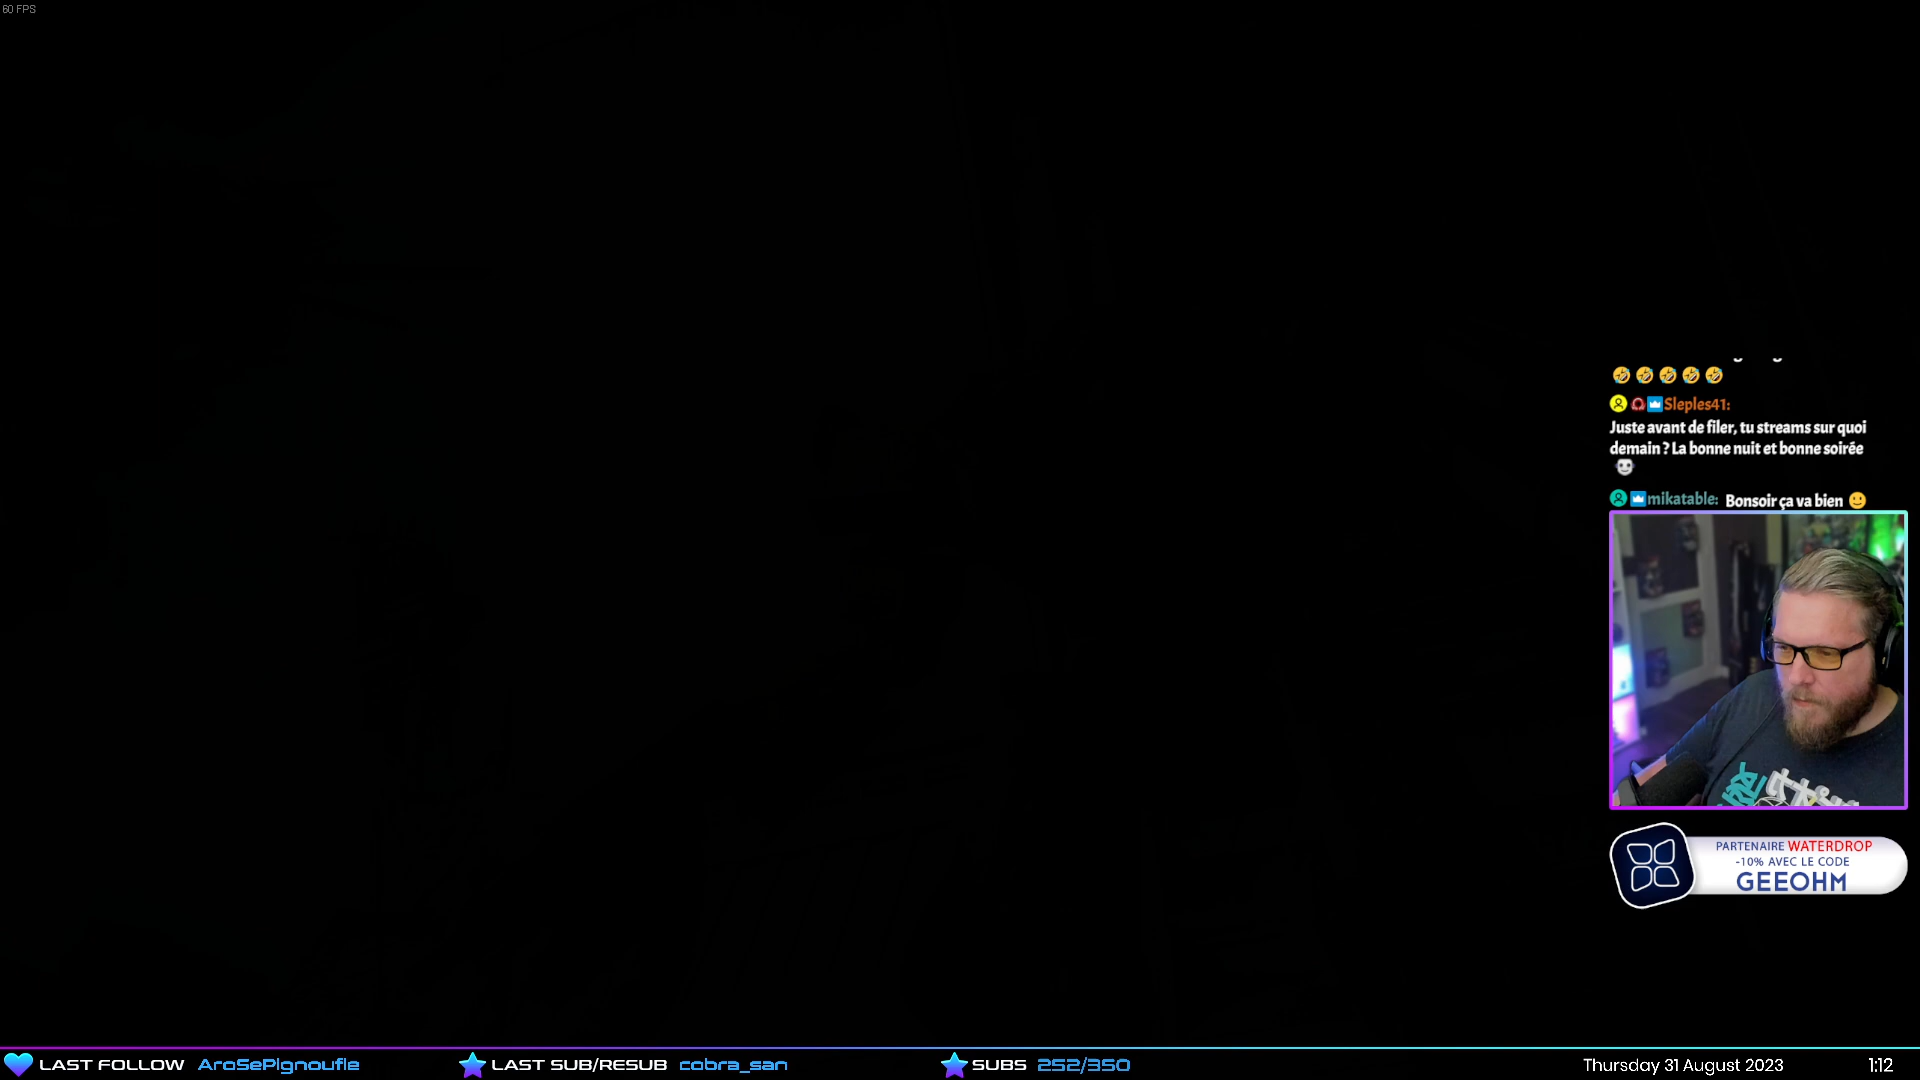 60 FPS
Sleples41:
Juste avant de filer, tu streams sur quoi
demain ? La bonne nuit et bonne soirée
mikatable: Bonsoir ça va bien
PARTENAIRE WATERDROP
-10% AVEC LE CODE
GEEOHM
LAST FOLLOW AraSePignoufle
LAST SUB/RESUB cobra_san
SUBS 252/350
Thursday 31 August 2023
1:12